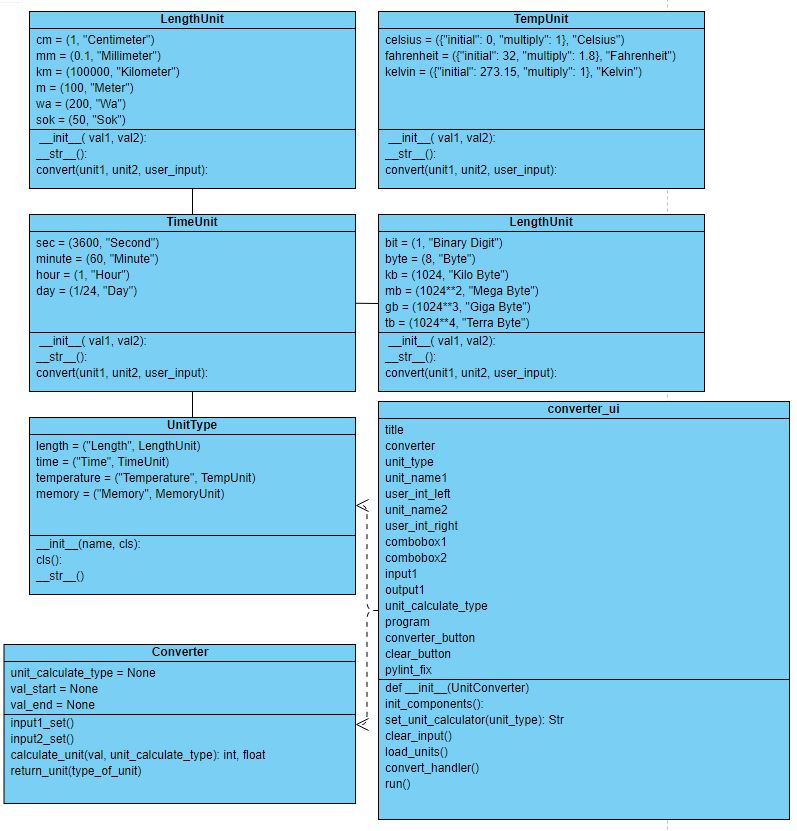 LengthUnit
cm = (1, "Centimeter")
mm = (0.1, "Millimeter")
km = (100000, "Kilometer")
m = (100, "Meter")
wa = (200, "Wa")
sok = (50, "Sok")
__init__( val1, val2):
__str__():
convert(unit1, unit2, user_input):
TempUnit
celsius = ({"initial": 0, "multiply": 1}, "Celsius")
fahrenheit = ({"initial": 32, "multiply": 1.8}, "Fahrenheit")
kelvin = ({"initial": 273.15, "multiply": 1}, "Kelvin")
__init__( val1, val2):
__str__():
convert(unit1, unit2, user_input):
TimeUnit
sec = (3600, "Second")
minute = (60, "Minute")
hour = (1, "Hour")
day = (1/24, "Day")
__init__( val1, val2):
__str__():
convert(unit1, unit2, user_input):
LengthUnit
bit = (1, "Binary Digit")
byte = (8, "Byte")
kb = (1024, "Kilo Byte")
mb = (1024**2, "Mega Byte")
gb = (1024**3, "Giga Byte")
tb = (1024**4, "Terra Byte")
__init__( val1, val2):
__str__():
convert(unit1, unit2, user_input):
UnitType
length = ("Length", LengthUnit)
time = ("Time", TimeUnit)
temperature = ("Temperature", TempUnit)
memory = ("Memory", MemoryUnit)
__init__(name, cls):
cls():
__str__()
converter_ui
title
converter
unit_type
unit_name1
user_int_left
unit_name2
user_int_right
combobox1
combobox2
input1
output1
unit_calculate_type
program
converter_button
clear_button
pylint_fix
def __init__(UnitConverter)
init_components():
set_unit_calculator(unit_type): Str
clear_input()
load_units()
convert_handler()
run()
Converter
unit_calculate_type = None
val_start = None
val_end = None
input1_set()
input2_set()
calculate_unit(val, unit_calculate_type): int, float
return_unit(type_of_unit)